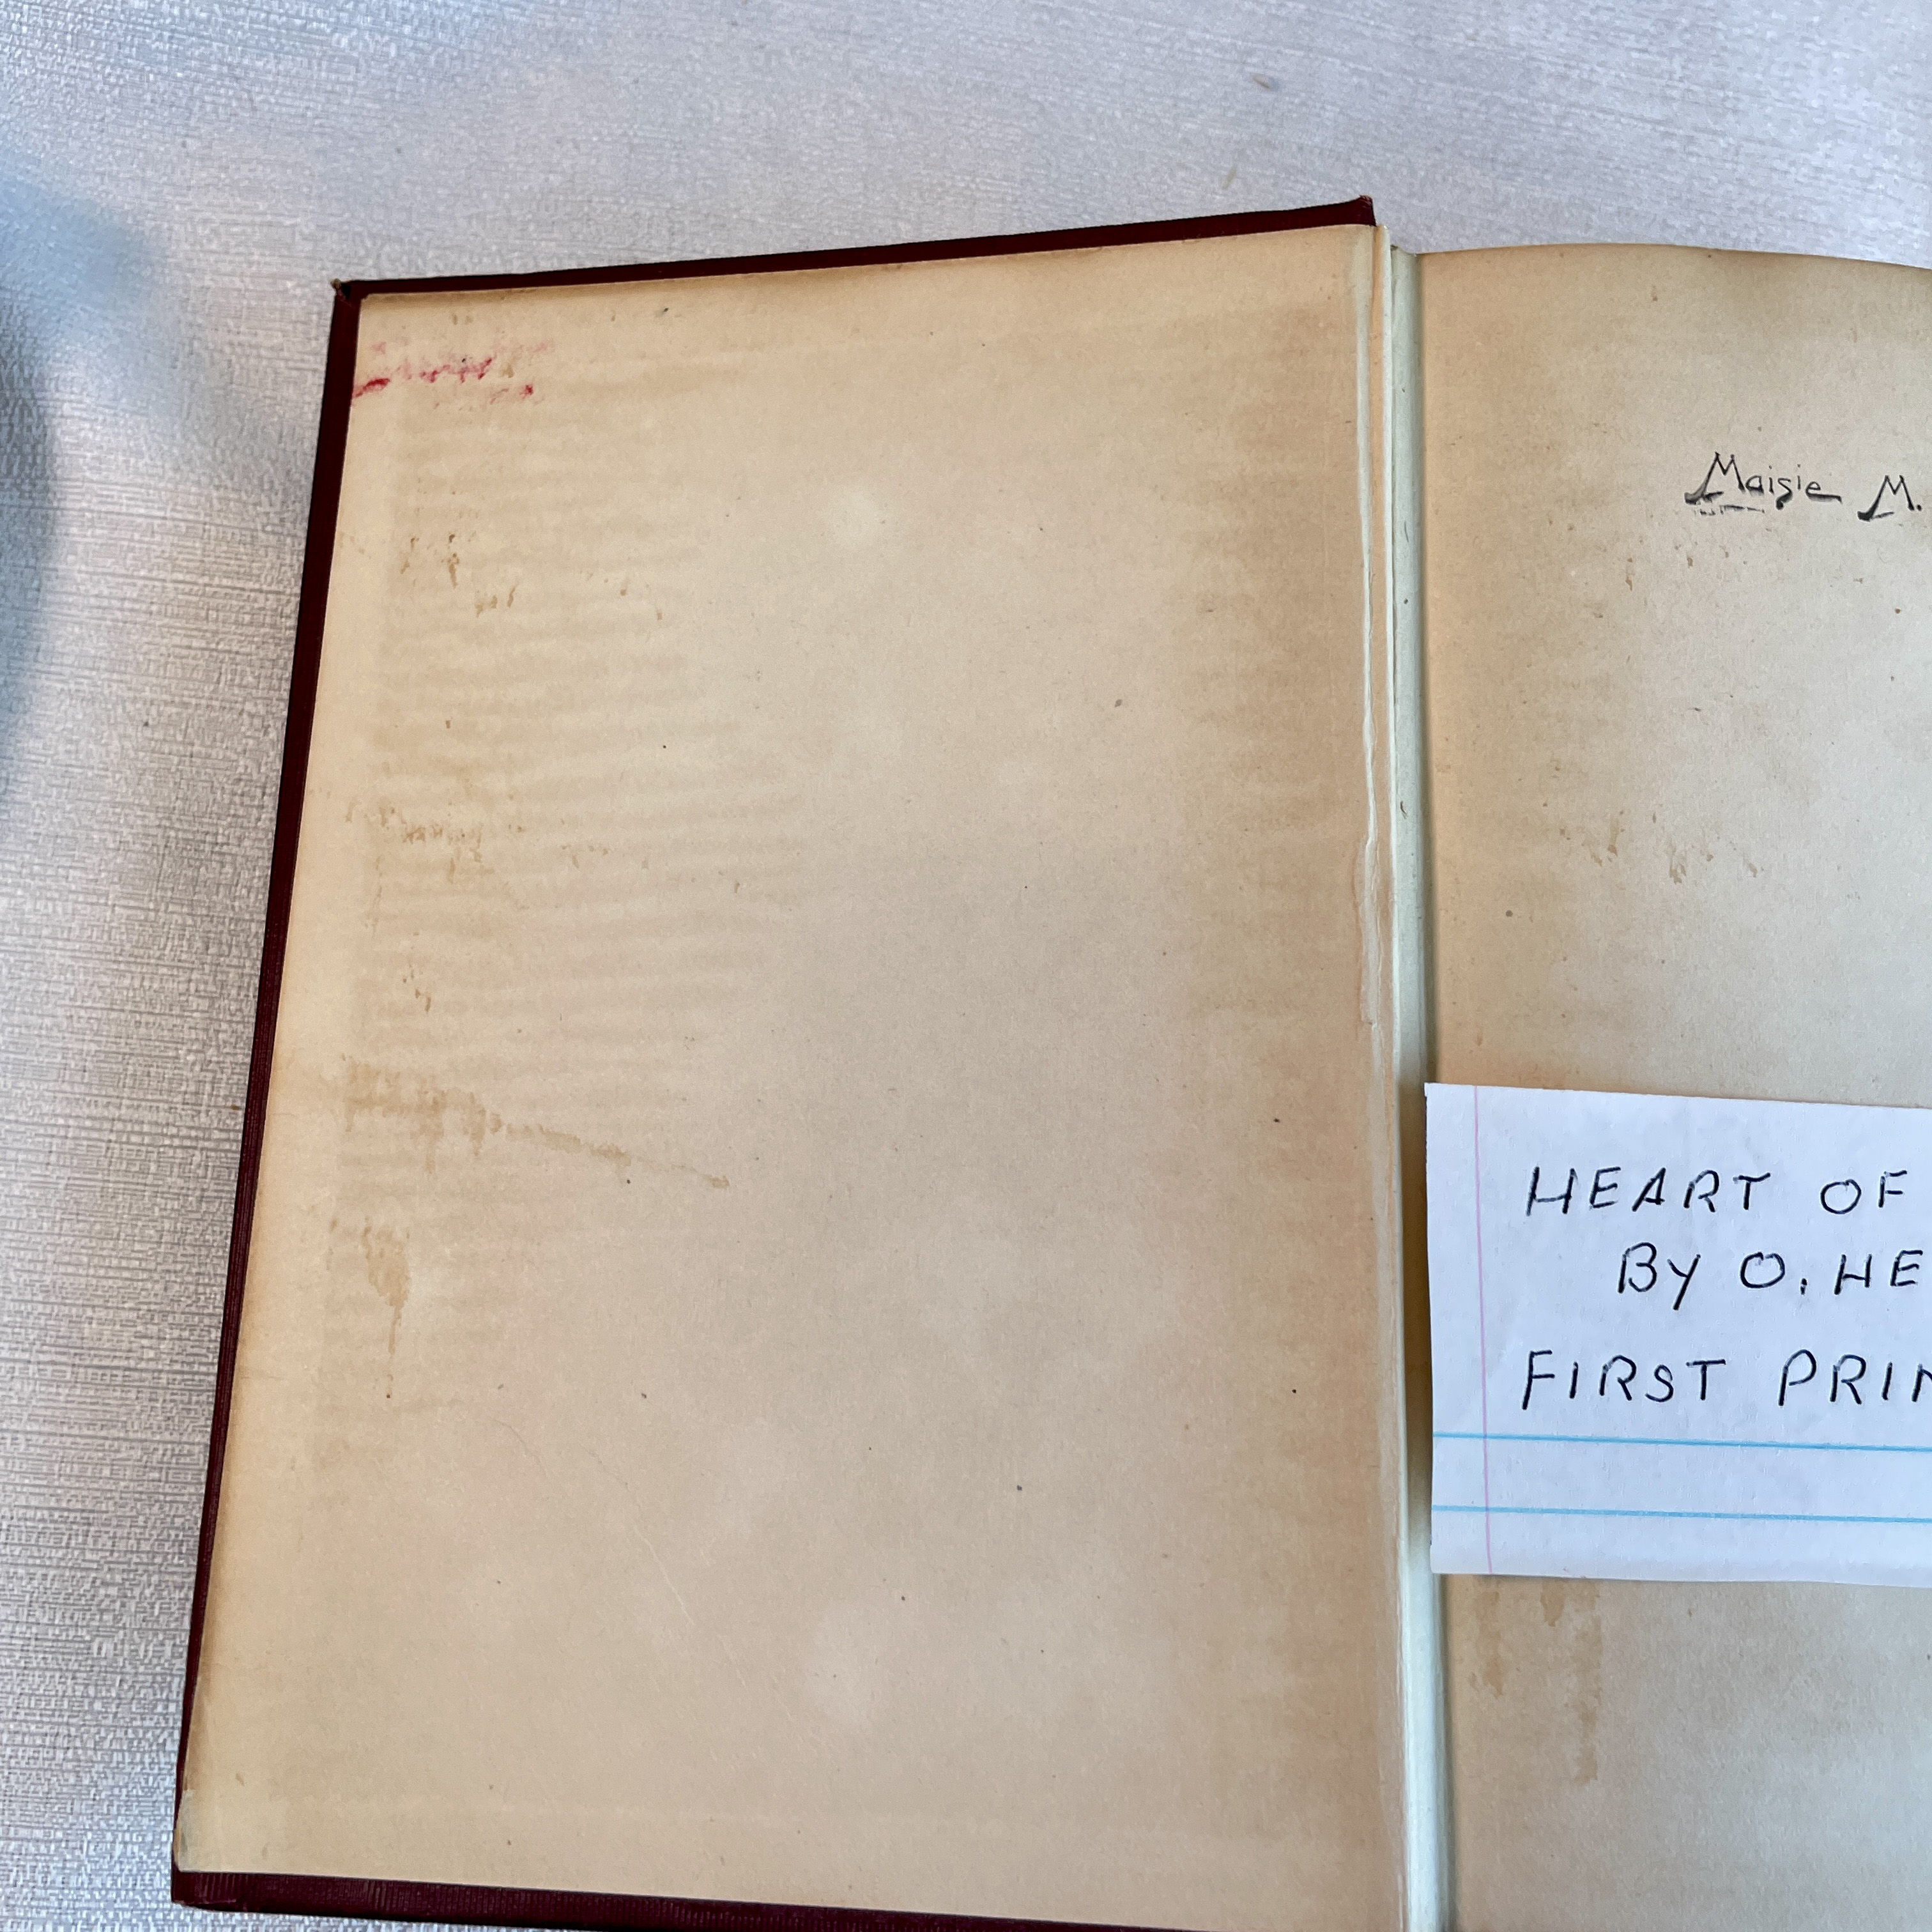 Maisie M.
HEART OF
BY O. HE
FIRST PRIN